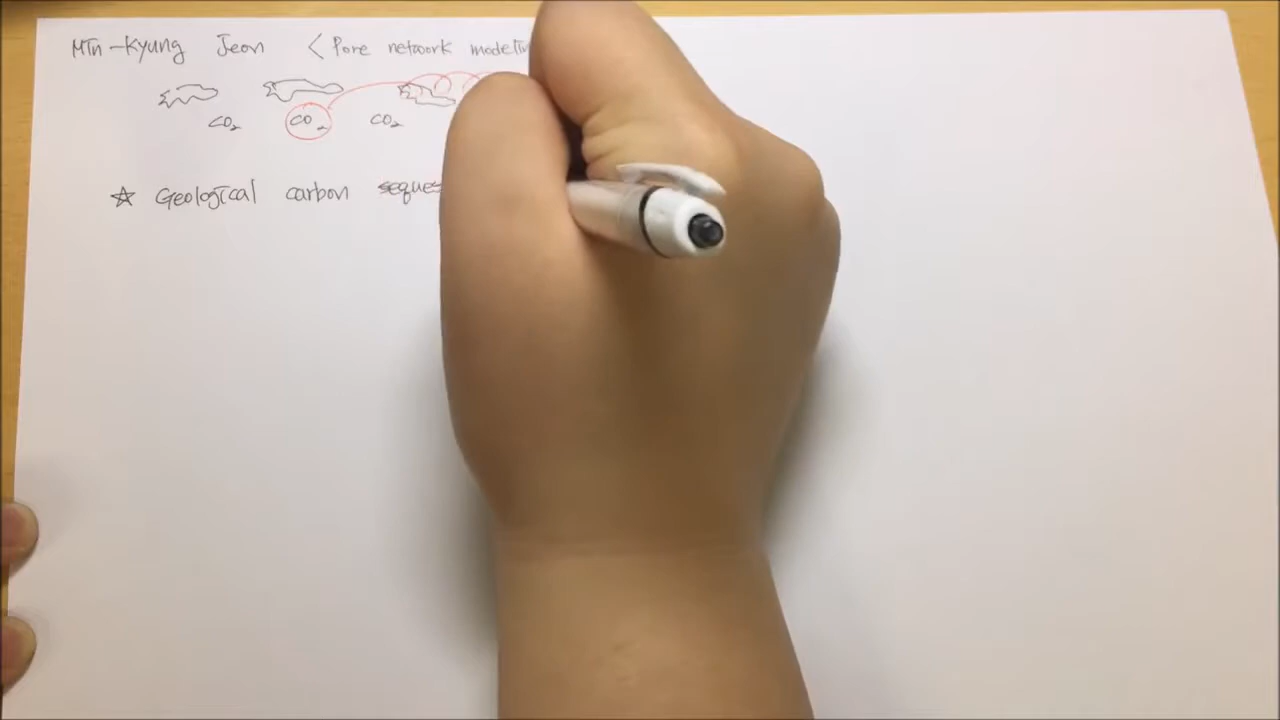 Min-Kyung Jeon < Pore network
CO2 CO2 CO2
☆ Geological carbon